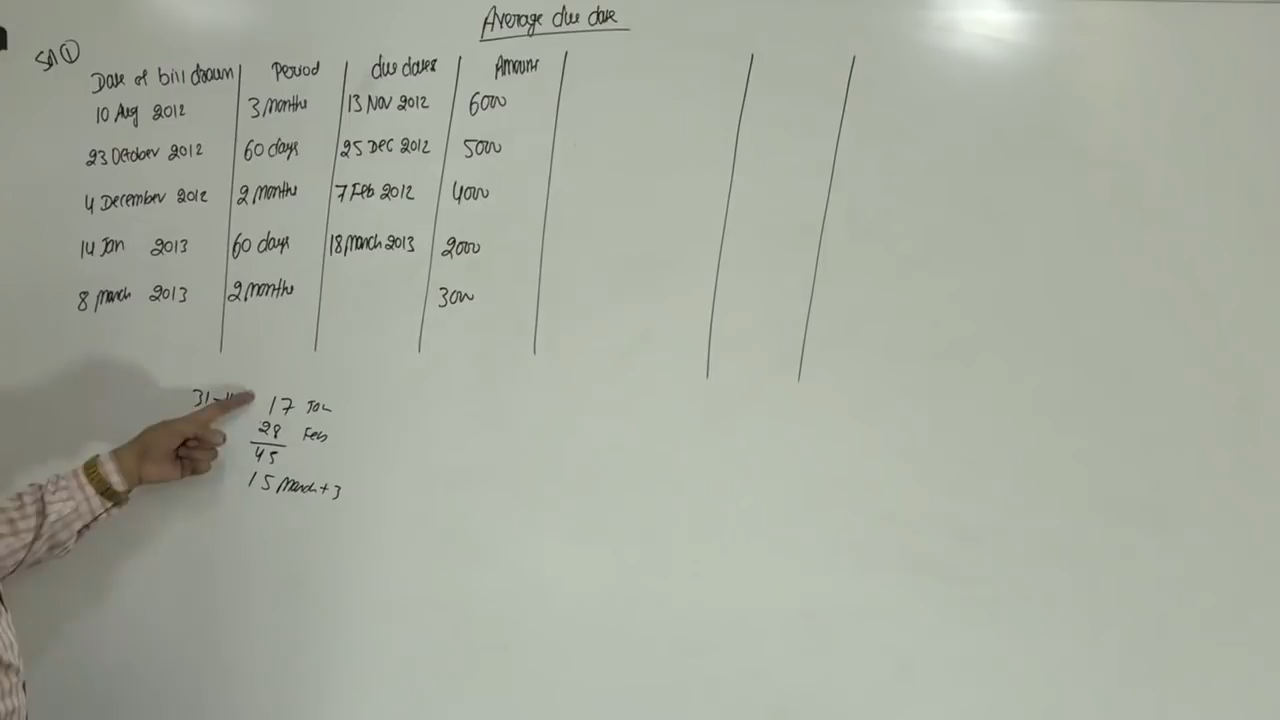 Average due date
Sol ①
Date of bill drawn Period due dates Amount
10 Aug 2012 3 months 13 Nov 2012 6000
23 October 2012 60 days 25 Dec 2012 5000
4 December 2012 2 months 7 Feb 2012 4000
14 Jan 2013 60 days 18 March 2013 2000
8 March 2013 2 months 3000
31- 17 Jan
28 Feb
45
15 March + 3